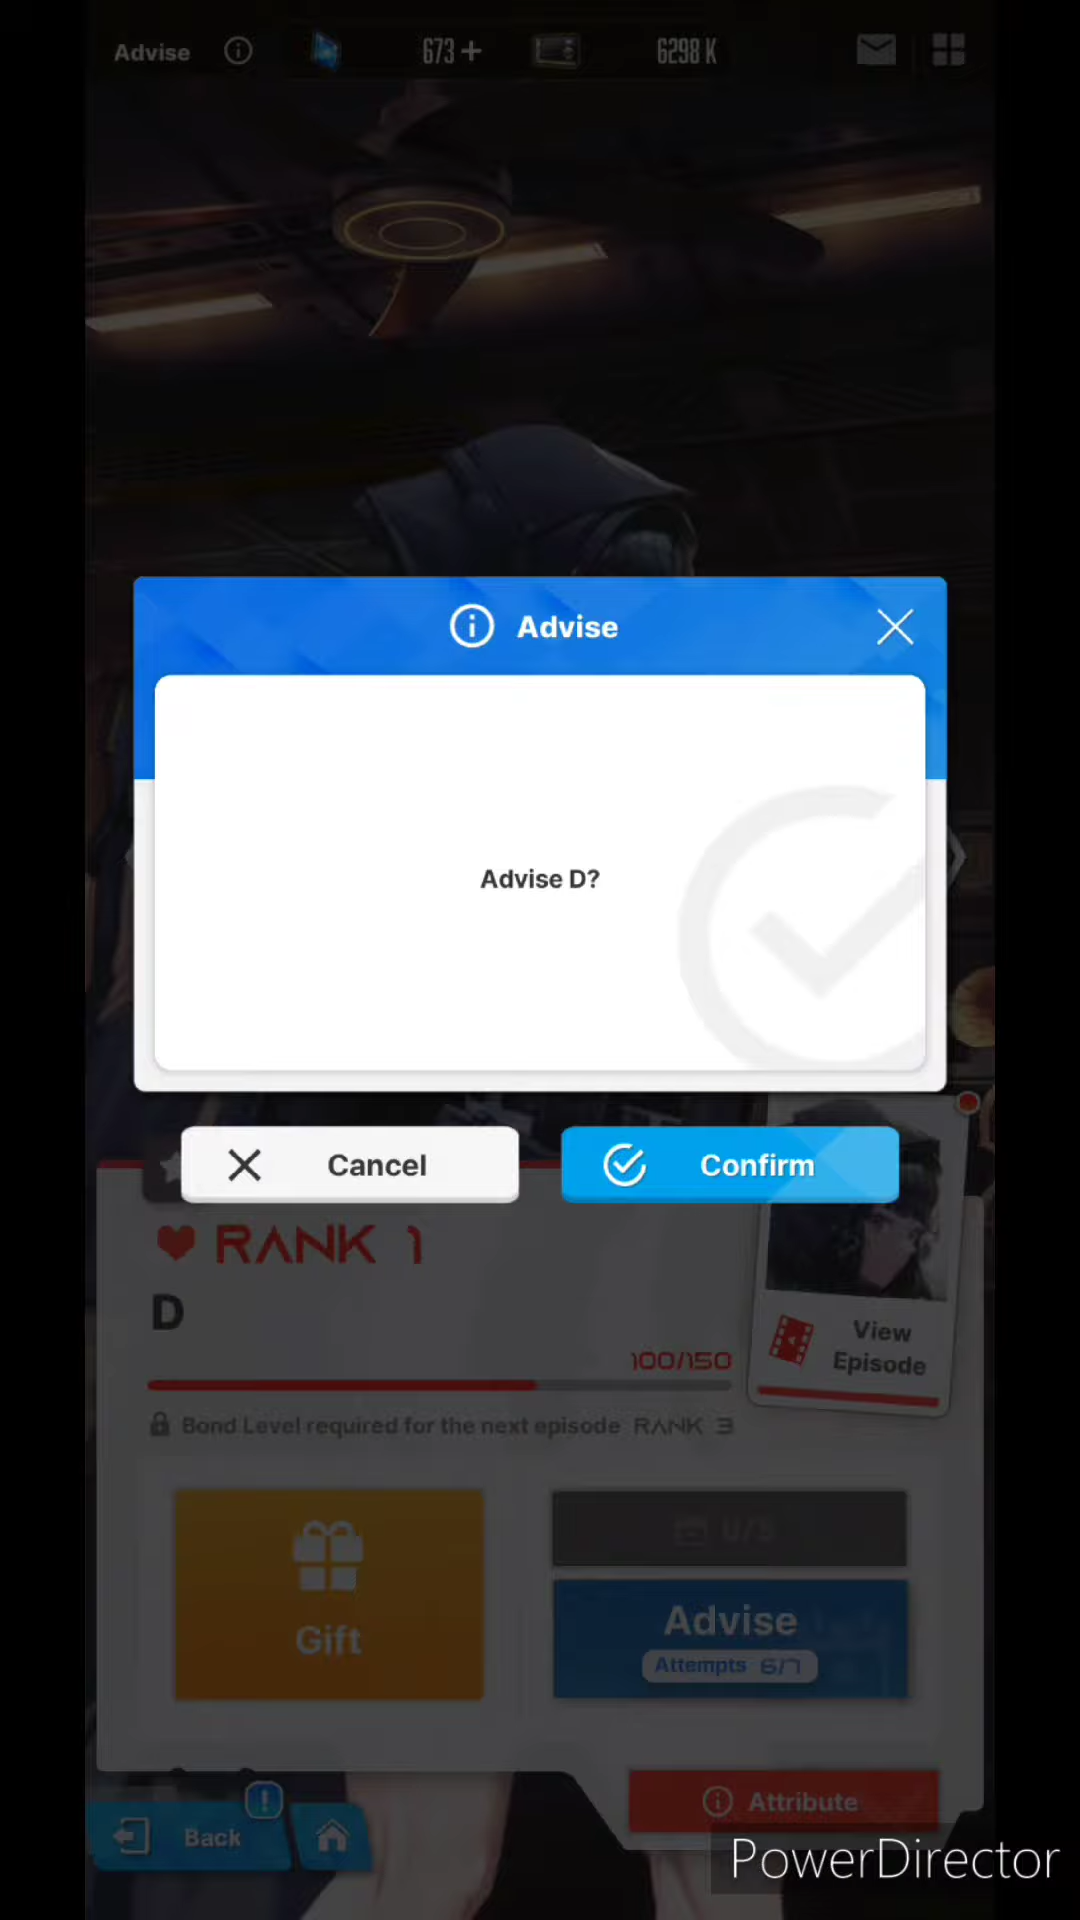 Advise
673+
6298 K
Advise
Advise D?
Cancel
Confirm
RANK 1
D
100/150
View
Episode
Bond Level required for the next episode RANK 3
Gift
Advise
Attempts 6/7
Attribute
Back
PowerDirector